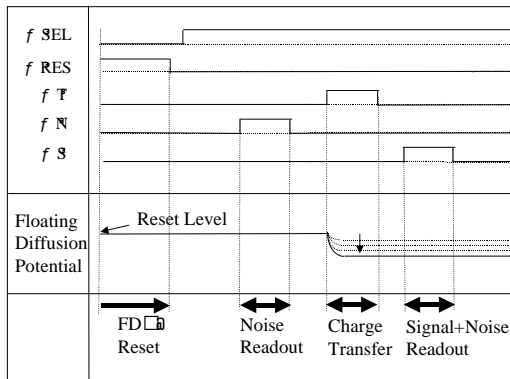 SEL
RES
Floating
Diffusion
Potential
Reset Level
FD
Reset
Noise
Readout
Charge
Transfer
Signal+Noise
Readout